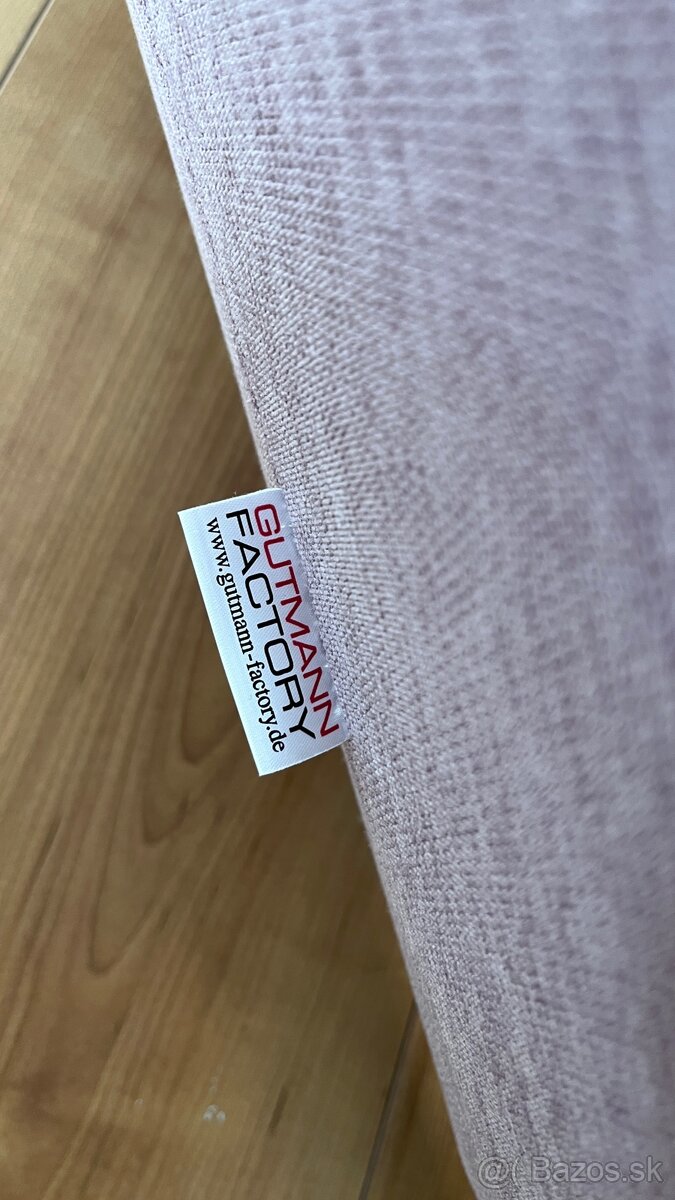 GUTMANN
FACTORY
www.gutmann-factory.de
@( Bazos.sk